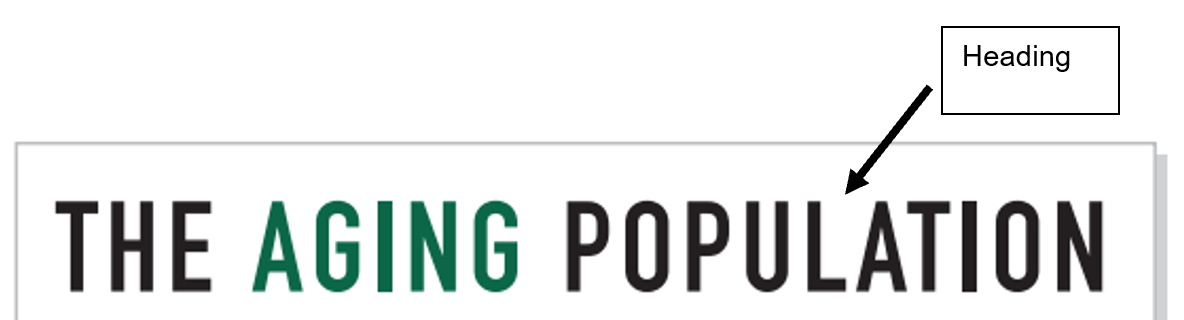 Heading
THE AGING POPULATION